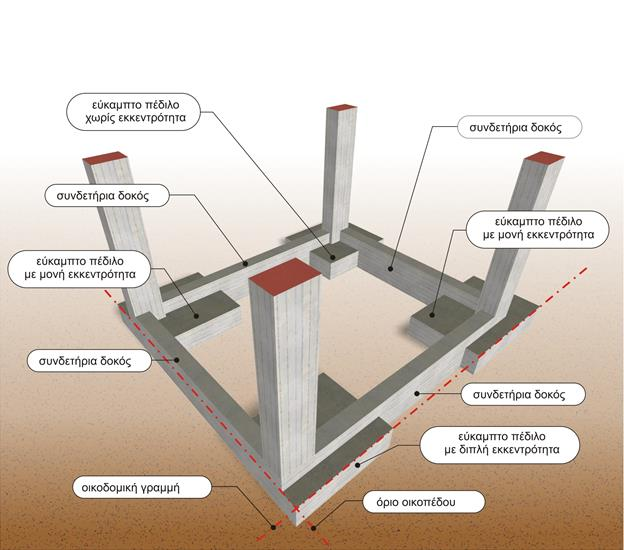 εύκαμπτο πέδιλο
χωρίς εκκεντρότητα
συνδετήρια δοκός
συνδετήρια δοκός
εύκαμπτο πέδιλο
με μονή εκκεντρότητα
εύκαμπτο πέδιλο
με μονή εκκεντρότητα
συνδετήρια δοκός
συνδετήρια δοκός
εύκαμπτο πέδιλο
με διπλή εκκεντρότητα
οικοδομική γραμμή
όριο οικοπέδου